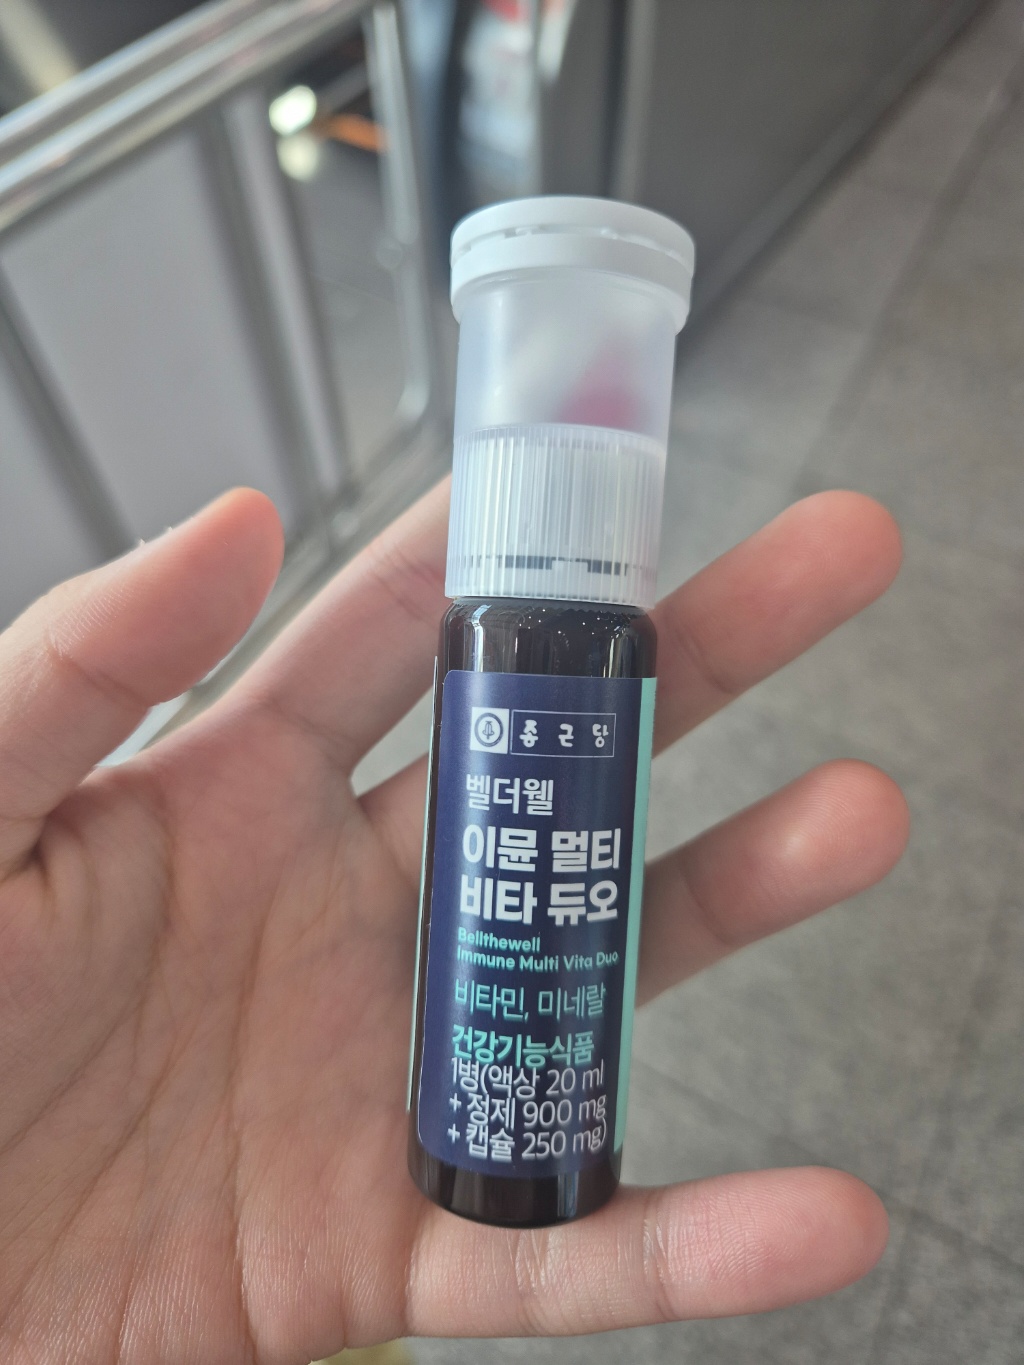 종근당
벨더웰
이뮨 멀티
비타 듀오
Bellthewell
Immune Multi Vita Duo
비타민, 미네랄
건강기능식품
1병(액상 20 ml
+ 정제 900 mg
+ 캡슐 250 mg)